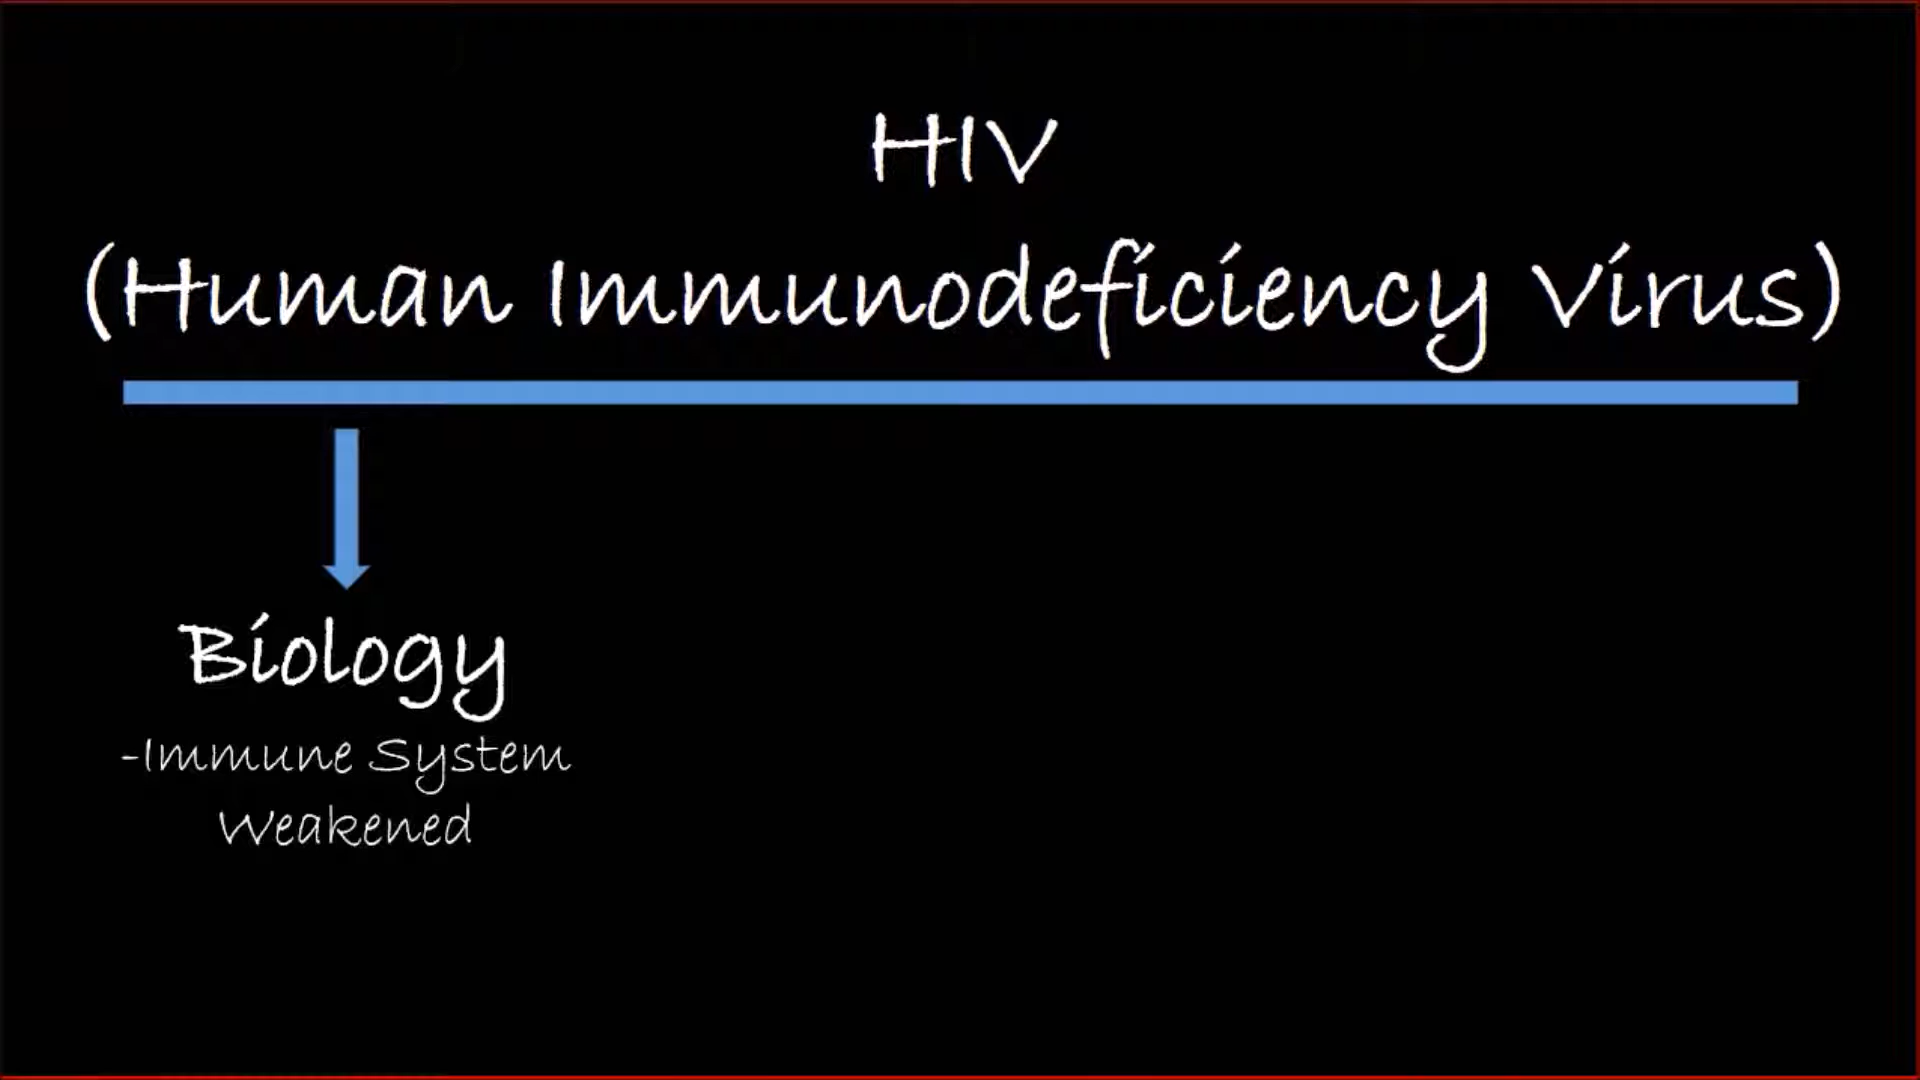 HIV
(Human Immunodeficiency Virus)
Biology
-Immune System
Weakened